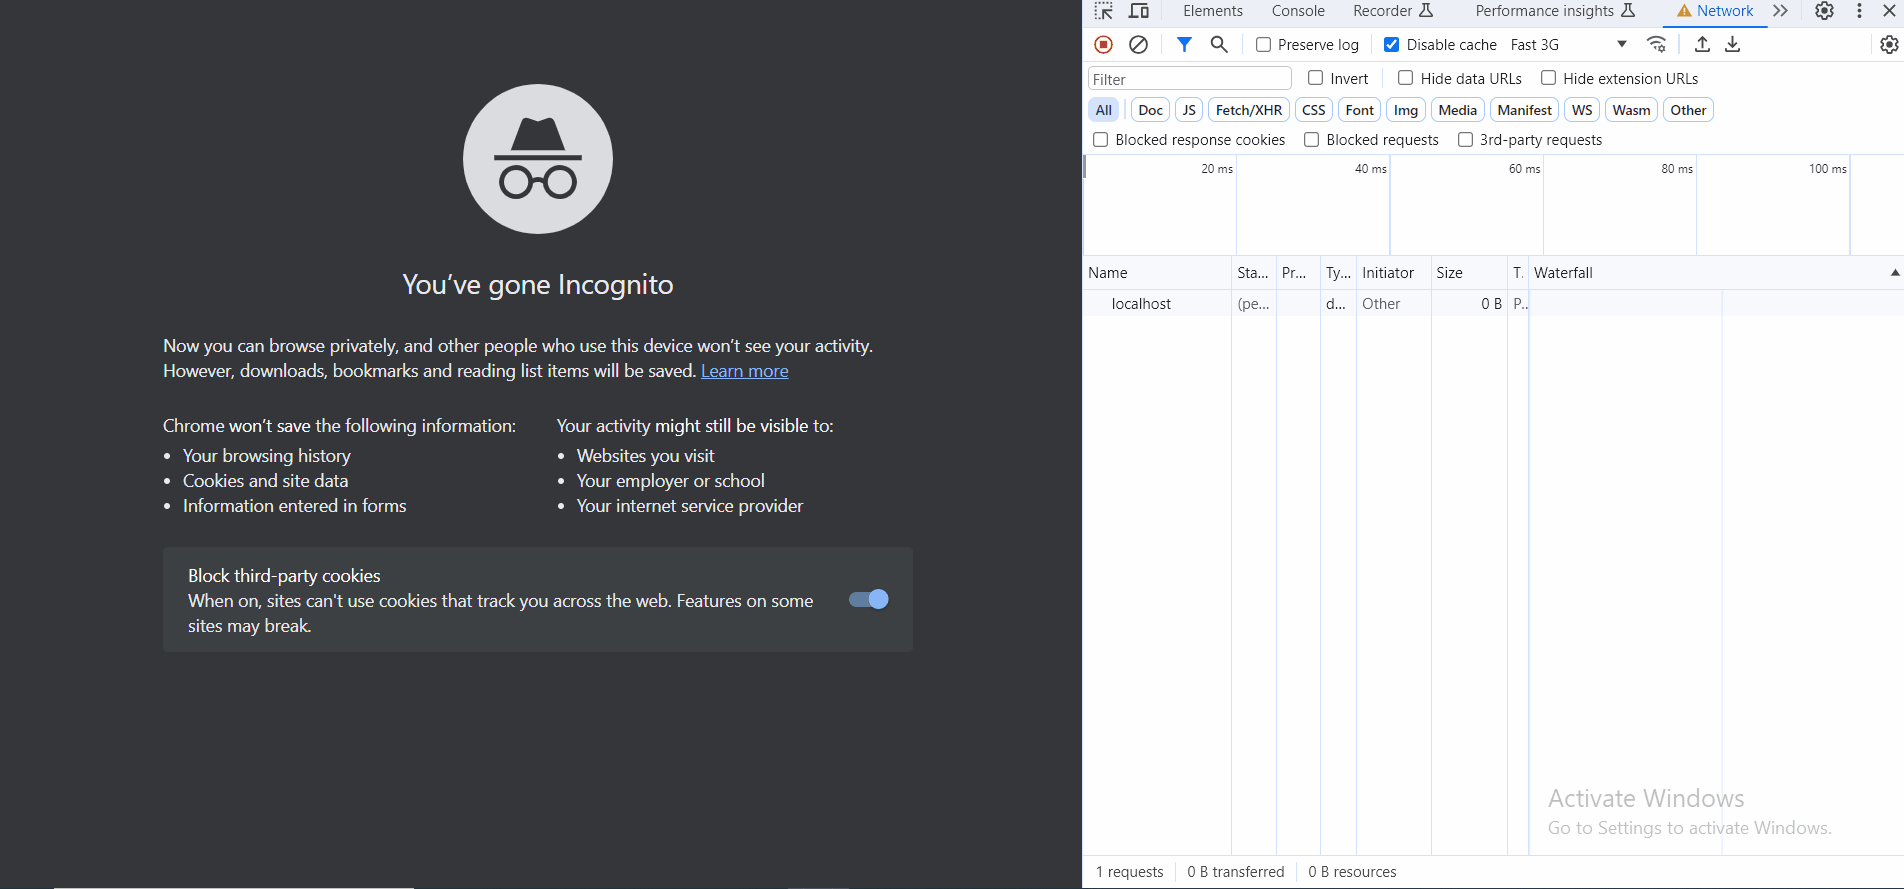 You've gone Incognito
Now you can browse privately, and other people who use this device won't see your activity.
However, downloads, bookmarks and reading list items will be saved. Learn more
Chrome won't save the following information:
Your browsing history
Cookies and site data
Information entered in forms
Your activity might still be visible to:
Websites you visit
Your employer or school
Your internet service provider
Block third-party cookies
When on, sites can't use cookies that track you across the web. Features on some
sites may break.
Elements Console Recorder Performance insights Network
Preserve log Disable cache Fast 3G
Filter Invert Hide data URLs Hide extension URLs
All Doc JS Fetch/XHR CSS Font Img Media Manifest WS Wasm Other
Blocked response cookies Blocked requests 3rd-party requests
20 ms 40 ms 60 ms 80 ms 100 ms
Name Sta... Pr... Ty... Initiator Size T. Waterfall
localhost (pe... d... Other 0 B P..
Activate Windows
Go to Settings to activate Windows.
1 requests 0 B transferred 0 B resources